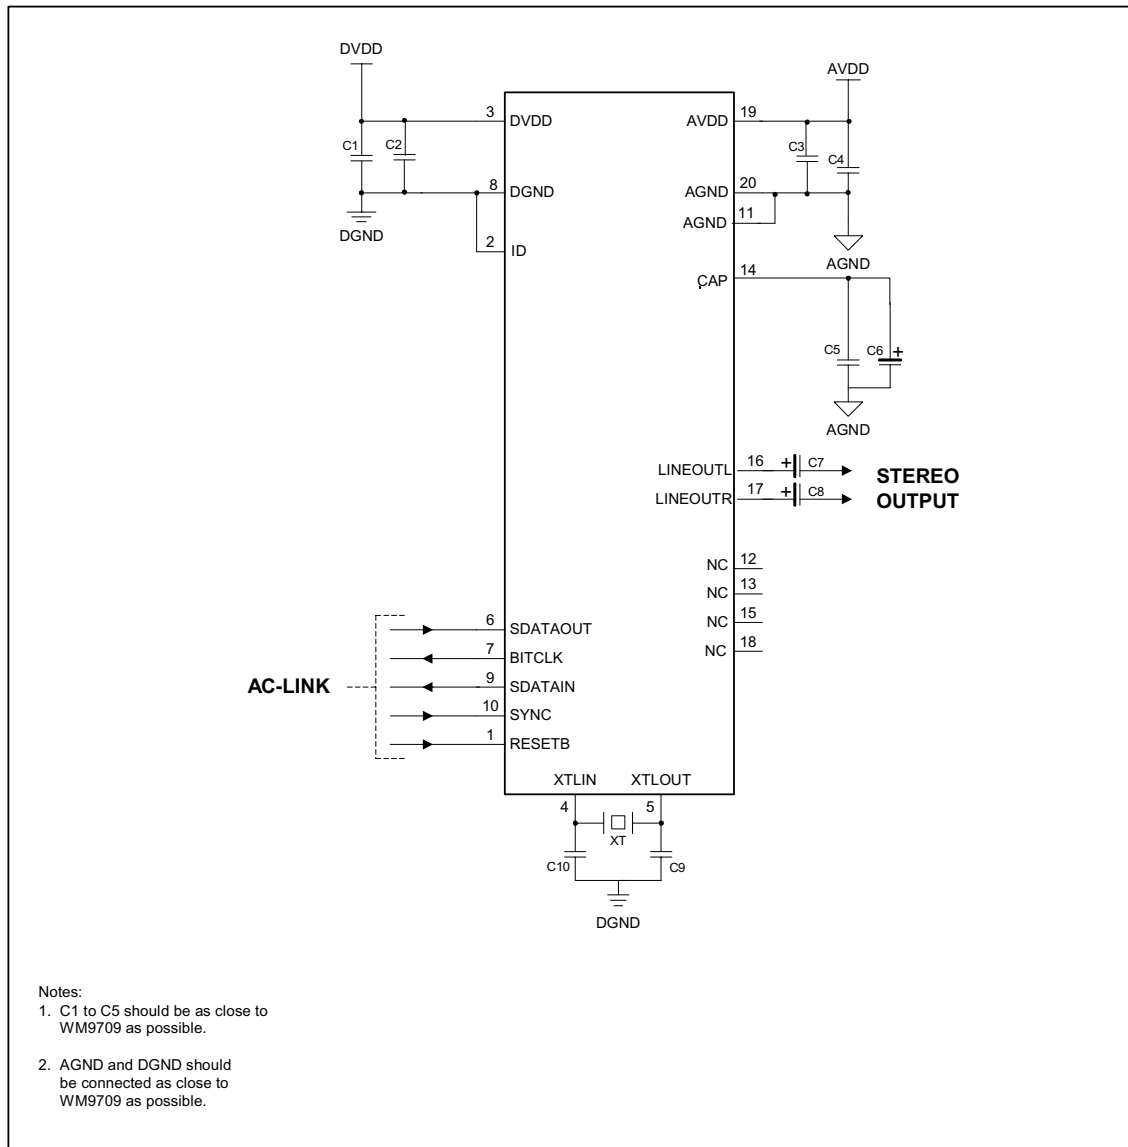 DVDD
AVDD
3 DVDD
AVDD 19
C1
C2
C3
C4
8 DGND
AGND 20
AGND 11
DGND
2 ID
AGND
CAP 14
C5
C6 +
AGND
LINEOUTL 16 + C7
LINEOUTR 17 + C8
STEREO
OUTPUT
NC 12
NC 13
NC 15
NC 18
AC-LINK
6 SDATAOUT
7 BITCLK
9 SDATAIN
10 SYNC
1 RESETB
XTLIN XTLOUT
4 5
XT
C10 C9
DGND
Notes:
1. C1 to C5 should be as close to
WM9709 as possible.
2. AGND and DGND should
be connected as close to
WM9709 as possible.